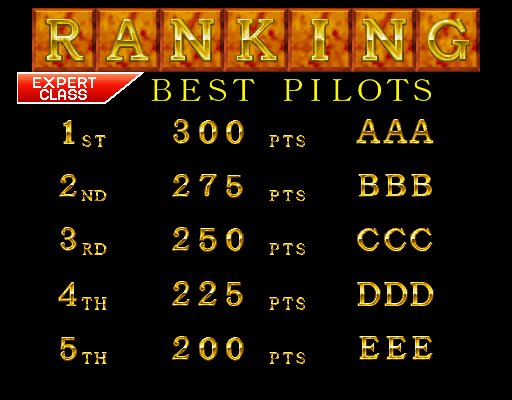 RANKING
EXPERT CLASS
BEST PILOTS
1ST 300 PTS AAA
2ND 275 PTS BBB
3RD 250 PTS CCC
4TH 225 PTS DDD
5TH 200 PTS EEE